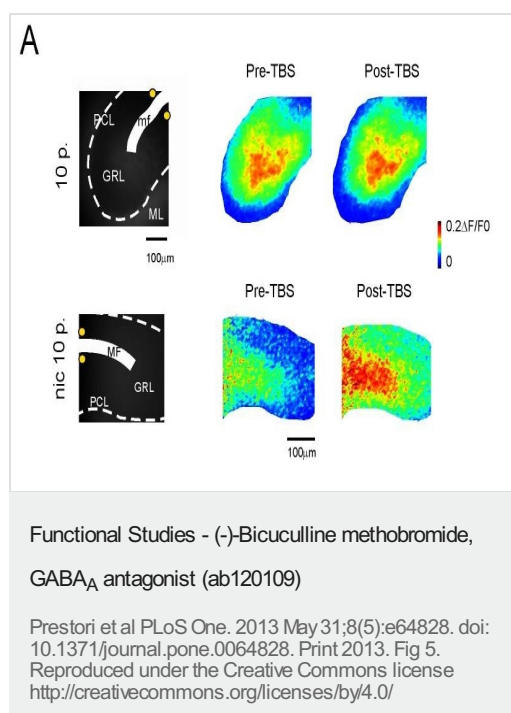 A
Pre-TBS
Post-TBS
10 p.
PCL
mf
GRL
ML
100μm
0.2ΔF/F0
0
nic 10 p.
Pre-TBS
Post-TBS
MF
GRL
PCL
100μm
Functional Studies - (-)-Bicuculline methobromide,
GABAA antagonist (ab120109)
Prestori et al PLoS One. 2013 May 31;8(5):e64828. doi:
10.1371/journal.pone.0064828. Print 2013. Fig 5.
Reproduced under the Creative Commons license
http://creativecommons.org/licenses/by/4.0/